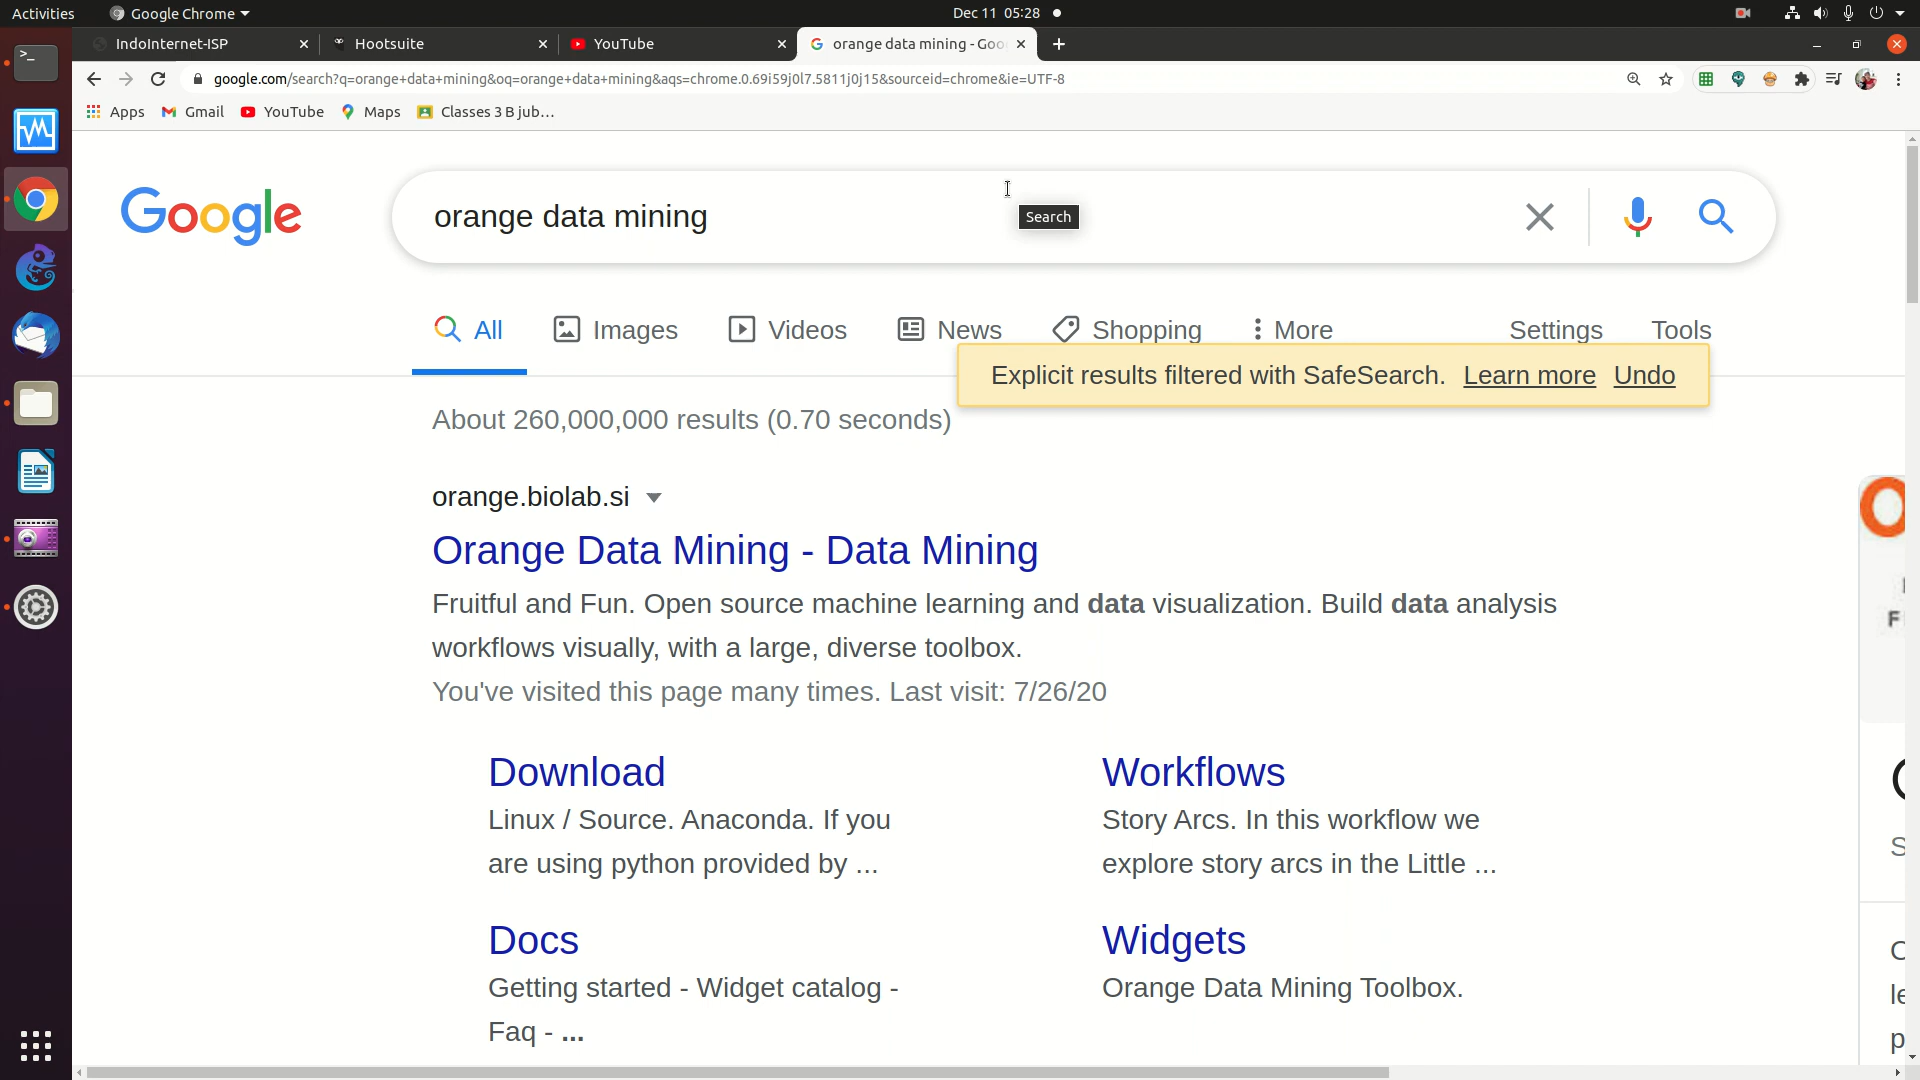 Activities
Google Chrome
Dec 11 05:28
IndoInternet-ISP
Hootsuite
YouTube
orange data mining - Goo
google.com/search?q=orange+data+mining&oq=orange+data+mining&aqs=chrome.0.69i59j0l7.5811j0j15&sourceid=chrome&ie=UTF-8
Apps
Gmail
YouTube
Maps
Classes 3 B jub...
Google
orange data mining
Search
All
Images
Videos
News
Shopping
More
Settings
Tools
Explicit results filtered with SafeSearch. Learn more Undo
About 260,000,000 results (0.70 seconds)
orange.biolab.si
Orange Data Mining - Data Mining
Fruitful and Fun. Open source machine learning and data visualization. Build data analysis
workflows visually, with a large, diverse toolbox.
You've visited this page many times. Last visit: 7/26/20
Download
Linux / Source. Anaconda. If you
are using python provided by ...
Workflows
Story Arcs. In this workflow we
explore story arcs in the Little ...
Docs
Getting started - Widget catalog -
Faq - ...
Widgets
Orange Data Mining Toolbox.